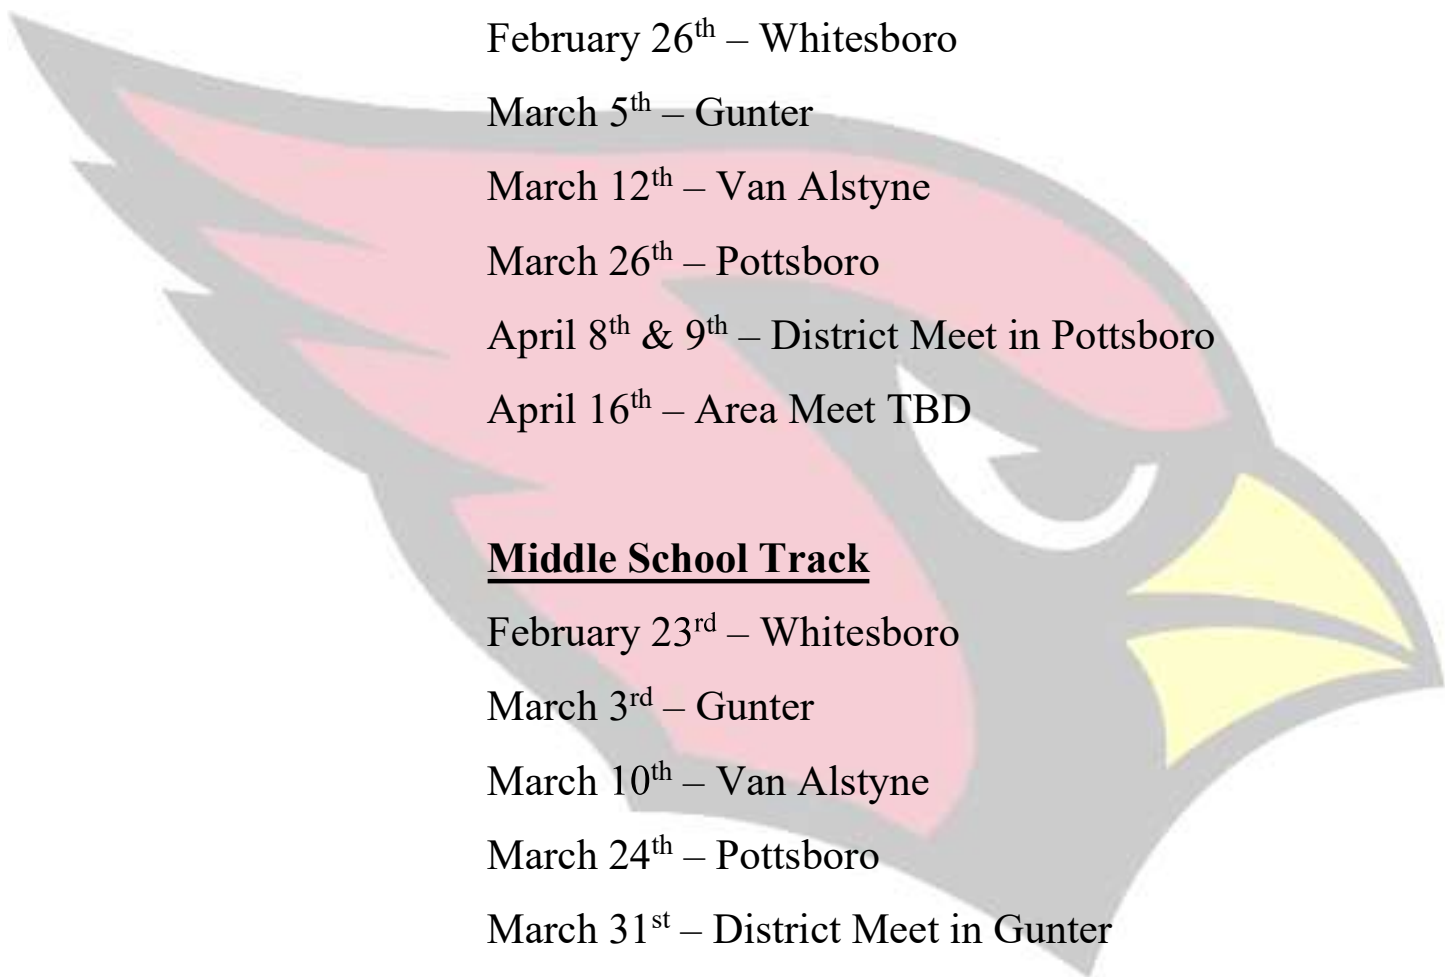 February 26th – Whitesboro
March 5th – Gunter
March 12th – Van Alstyne
March 26th – Pottsboro
April 8th & 9th – District Meet in Pottsboro
April 16th – Area Meet TBD
Middle School Track
February 23rd – Whitesboro
March 3rd – Gunter
March 10th – Van Alstyne
March 24th – Pottsboro
March 31st – District Meet in Gunter